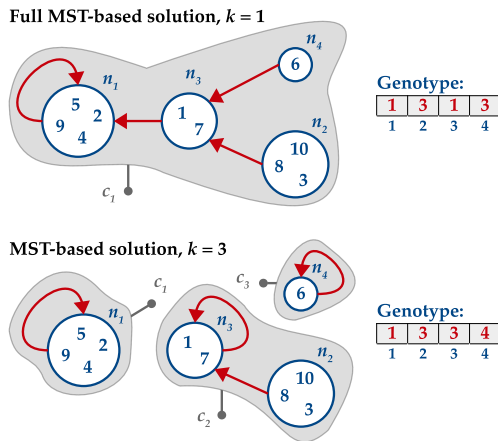 Full MST-based solution, k = 1
n₄
n₁
n₃
6
Genotype:
5
2
1
1 3 1 3
9
4
7
n₂
1 2 3 4
10
8
3
c₁
MST-based solution, k = 3
c₁
c₃
n₄
6
n₁
n₃
Genotype:
5
2
1
1 3 3 4
9
4
7
n₂
1 2 3 4
10
8
3
c₂